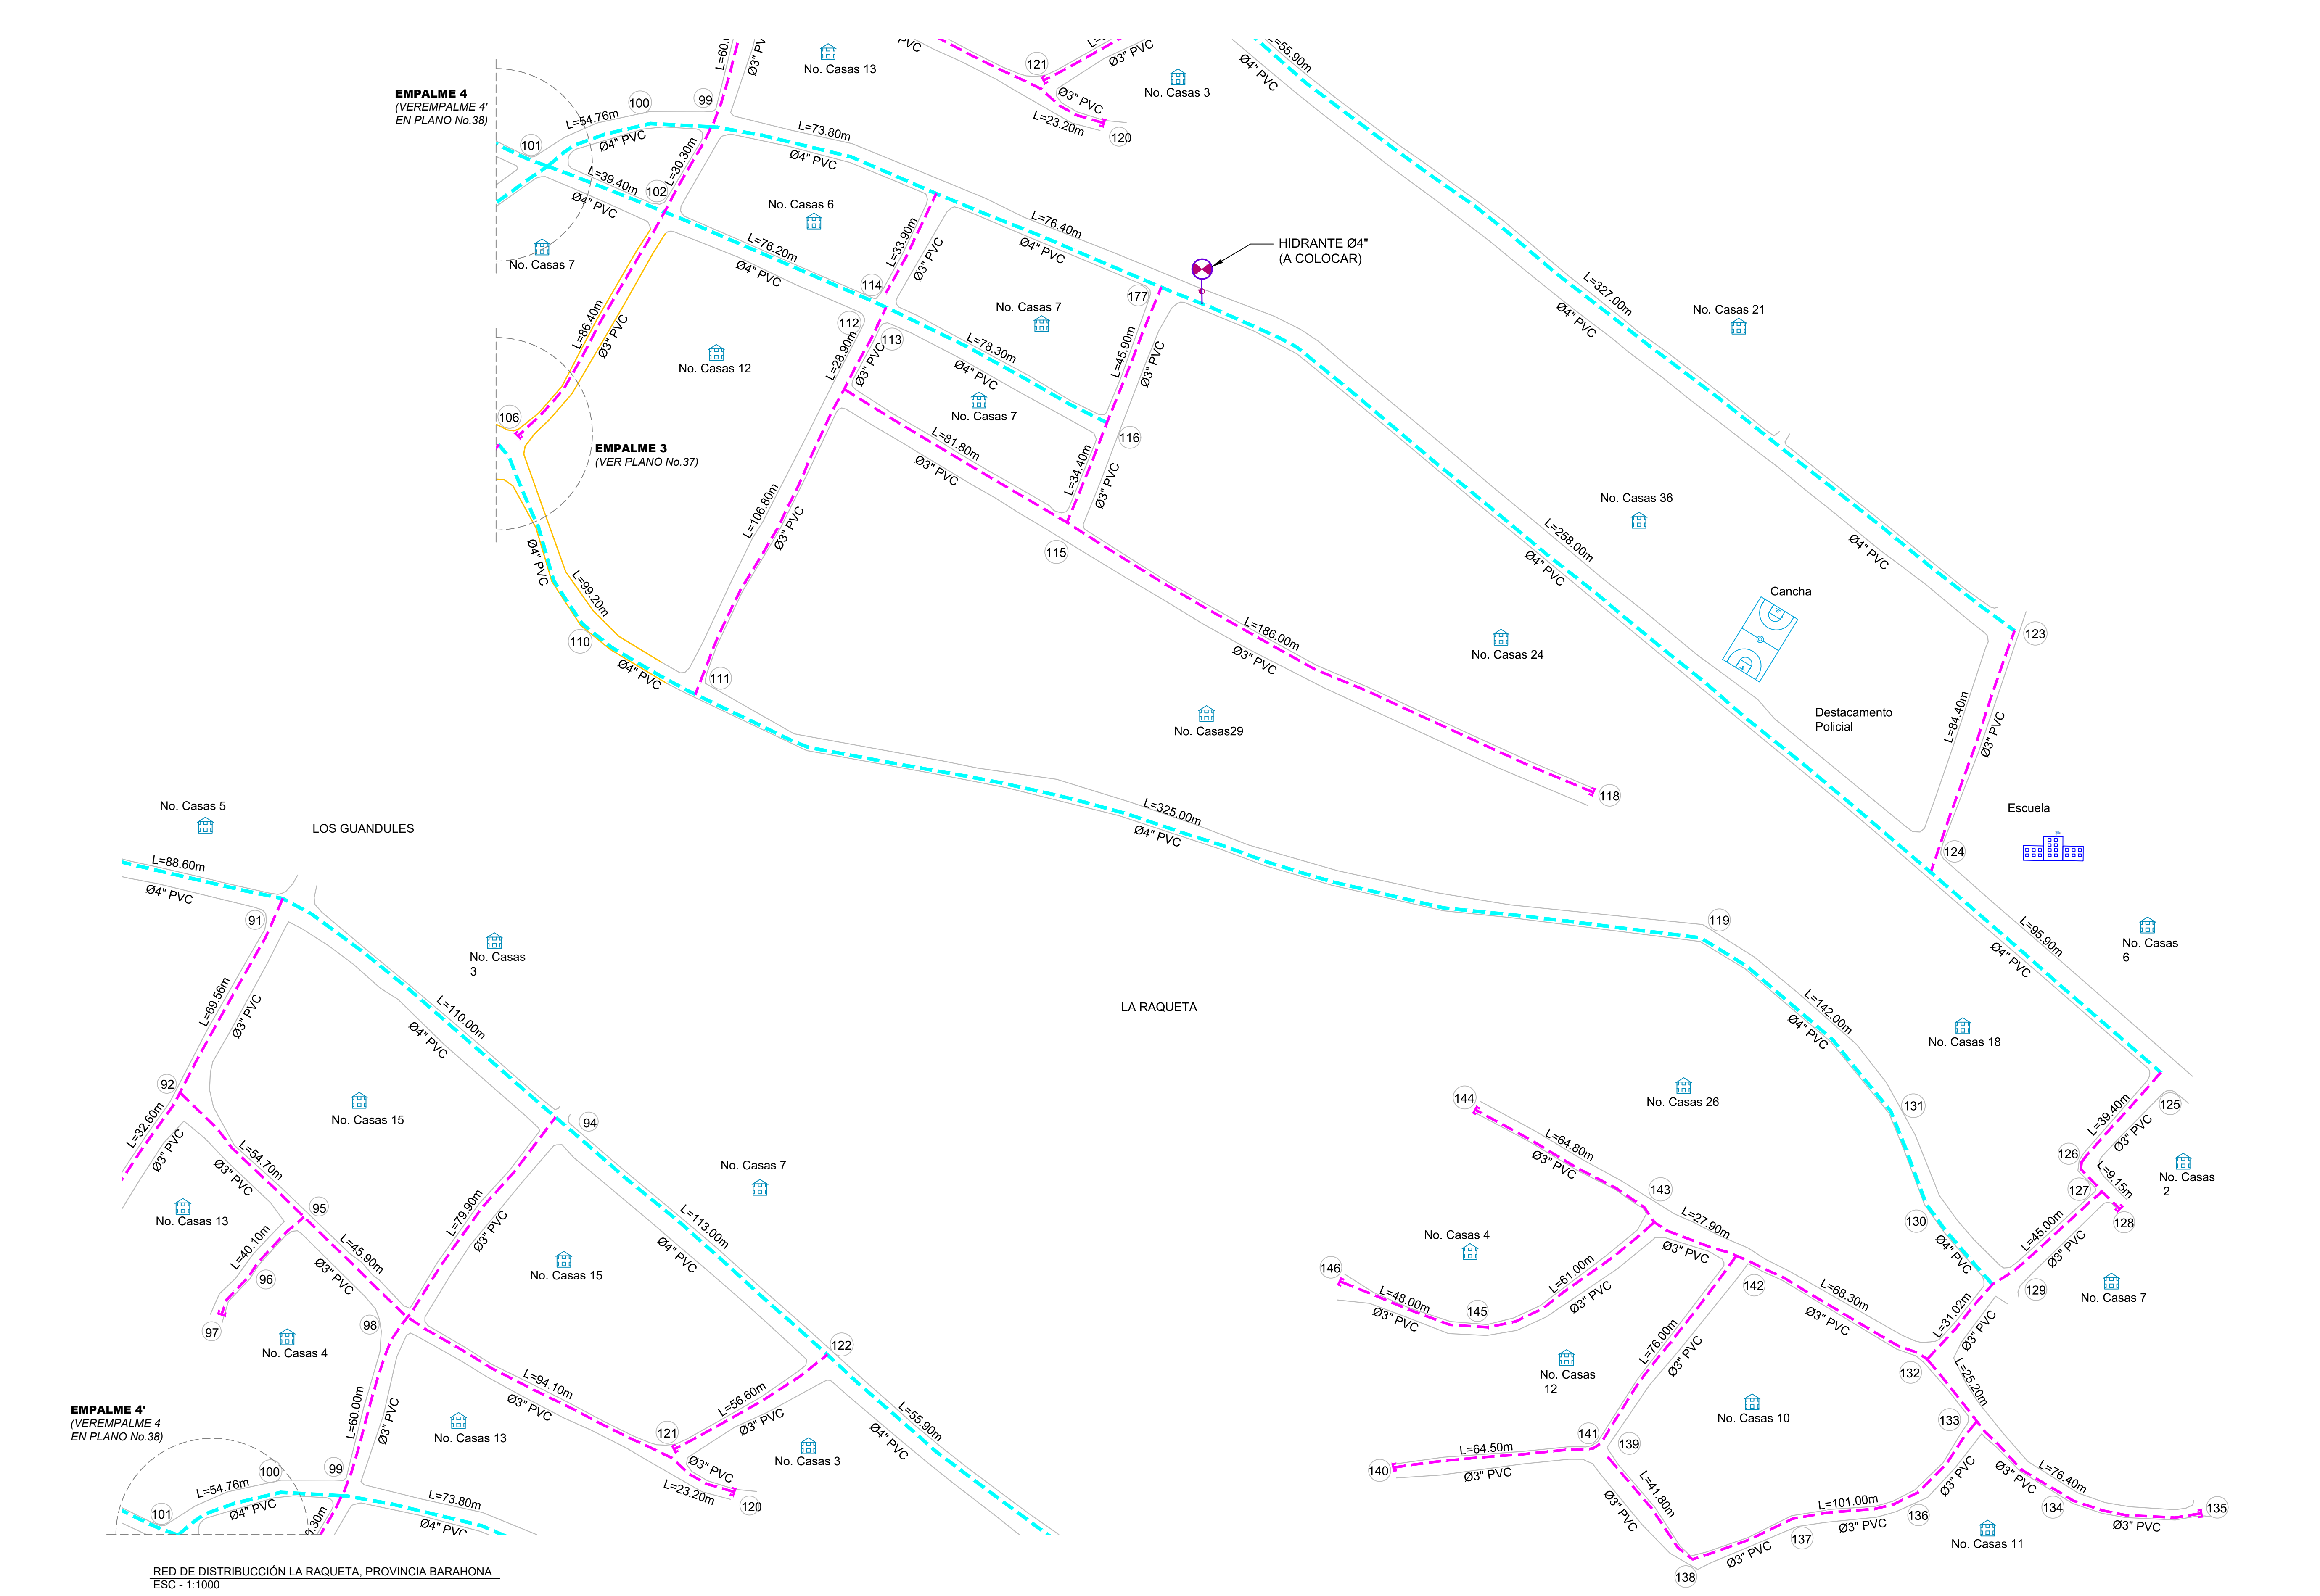 L=60.
Ø3" PV
No. Casas 13
PVC
121
L=
Ø3" PVC
No. Casas 3
Ø3" PVC
L=23.20m
120
L=55.90m
Ø4" PVC
EMPALME 4
(VEREMPALME 4'
EN PLANO No.38)
101
L=54.76m
100
99
Ø4" PVC
L=39.40m
102
L=30.30m
Ø4" PVC
No. Casas 7
L=73.80m
Ø4" PVC
No. Casas 6
L=76.20m
Ø4" PVC
L=33.90m
Ø3" PVC
114
L=76.40m
Ø4" PVC
HIDRANTE Ø4"
(A COLOCAR)
177
No. Casas 7
L=86.40m
Ø3" PVC
112
113
L=28.90m
Ø3" PVC
L=78.30m
Ø4" PVC
L=45.90m
Ø3" PVC
No. Casas 12
No. Casas 7
106
EMPALME 3
(VER PLANO No.37)
116
L=81.80m
Ø3" PVC
L=34.40m
Ø3" PVC
L=106.80m
Ø3" PVC
115
Ø4" PVC
L=99.20m
110
Ø4" PVC
111
L=327.00m
Ø4" PVC
No. Casas 21
No. Casas 36
L=258.00m
Ø4" PVC
Ø4" PVC
Cancha
123
L=186.00m
Ø3" PVC
No. Casas 24
No. Casas29
Destacamento
Policial
L=84.40m
Ø3" PVC
118
L=325.00m
Ø4" PVC
Escuela
124
119
L=95.90m
Ø4" PVC
No. Casas
6
No. Casas 5
LOS GUANDULES
L=88.60m
Ø4" PVC
91
No. Casas
3
L=69.56m
Ø3" PVC
L=110.00m
Ø4" PVC
LA RAQUETA
92
L=32.60m
Ø3" PVC
No. Casas 15
94
L=54.70m
Ø3" PVC
No. Casas 7
No. Casas 13
95
L=79.90m
Ø3" PVC
L=40.10m
L=45.90m
Ø3" PVC
96
97
98
No. Casas 15
L=113.00m
Ø4" PVC
No. Casas 4
122
L=94.10m
Ø3" PVC
L=56.60m
Ø3" PVC
L=60.00m
Ø3" PVC
No. Casas 13
121
No. Casas 3
L=55.90m
Ø4" PVC
Ø3" PVC
L=23.20m
120
EMPALME 4'
(VEREMPALME 4
EN PLANO No.38)
101
L=54.76m
100
99
Ø4" PVC
0.30m
L=73.80m
Ø4" PVC
L=142.00m
Ø4" PVC
No. Casas 18
No. Casas 26
131
125
L=39.40m
Ø3" PVC
126
127
L=9.15m
128
No. Casas
2
144
L=64.80m
Ø3" PVC
143
L=27.90m
Ø3" PVC
130
Ø4" PVC
L=45.00m
Ø3" PVC
129
No. Casas 7
No. Casas 4
146
L=48.00m
Ø3" PVC
145
L=61.00m
Ø3" PVC
142
L=68.30m
Ø3" PVC
L=31.02m
Ø3" PVC
132
L=25.20m
133
No. Casas
12
L=76.00m
Ø3" PVC
No. Casas 10
141
139
140
L=64.50m
Ø3" PVC
L=41.80m
Ø3" PVC
138
Ø3" PVC
137
L=101.00m
Ø3" PVC
136
Ø3" PVC
Ø3" PVC
L=76.40m
134
Ø3" PVC
135
No. Casas 11
RED DE DISTRIBUCCIÓN LA RAQUETA, PROVINCIA BARAHONA
ESC - 1:1000